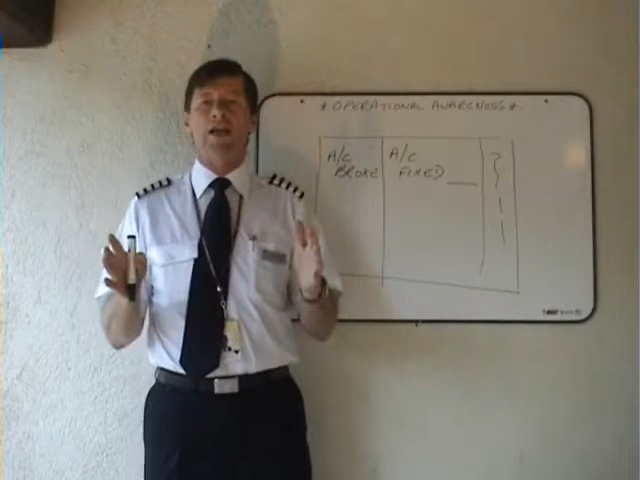 * OPERATIONAL AWARENESS *
A/C BROKE
A/C FIXED ?